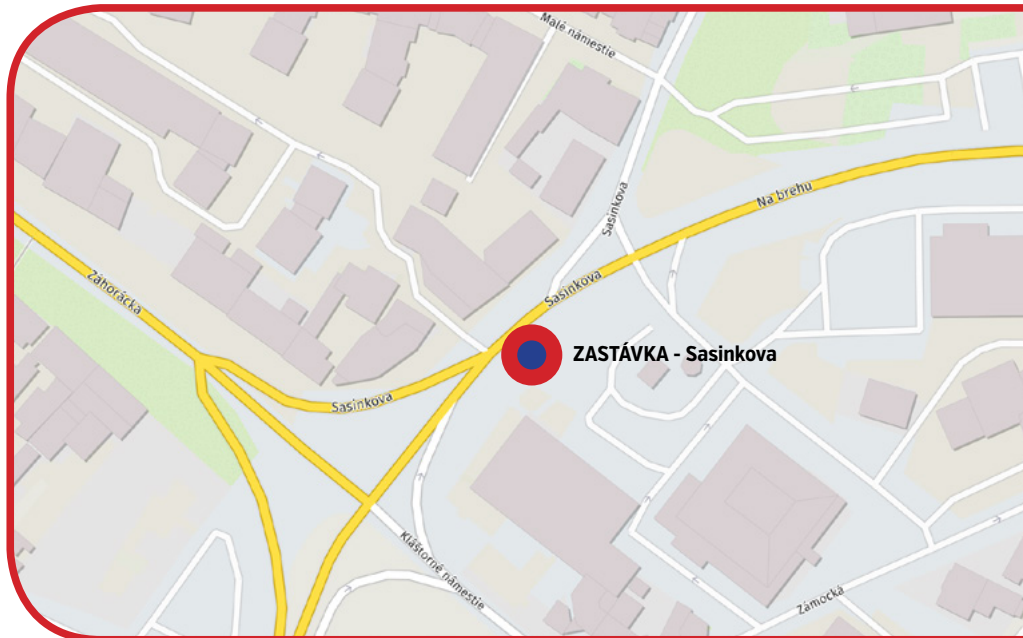 Malé námestie
Sasinkova
Na brehu
Sasinkova
Záhorácka
ZASTÁVKA - Sasinkova
Sasinkova
Kláštorné námestie
Zámocká